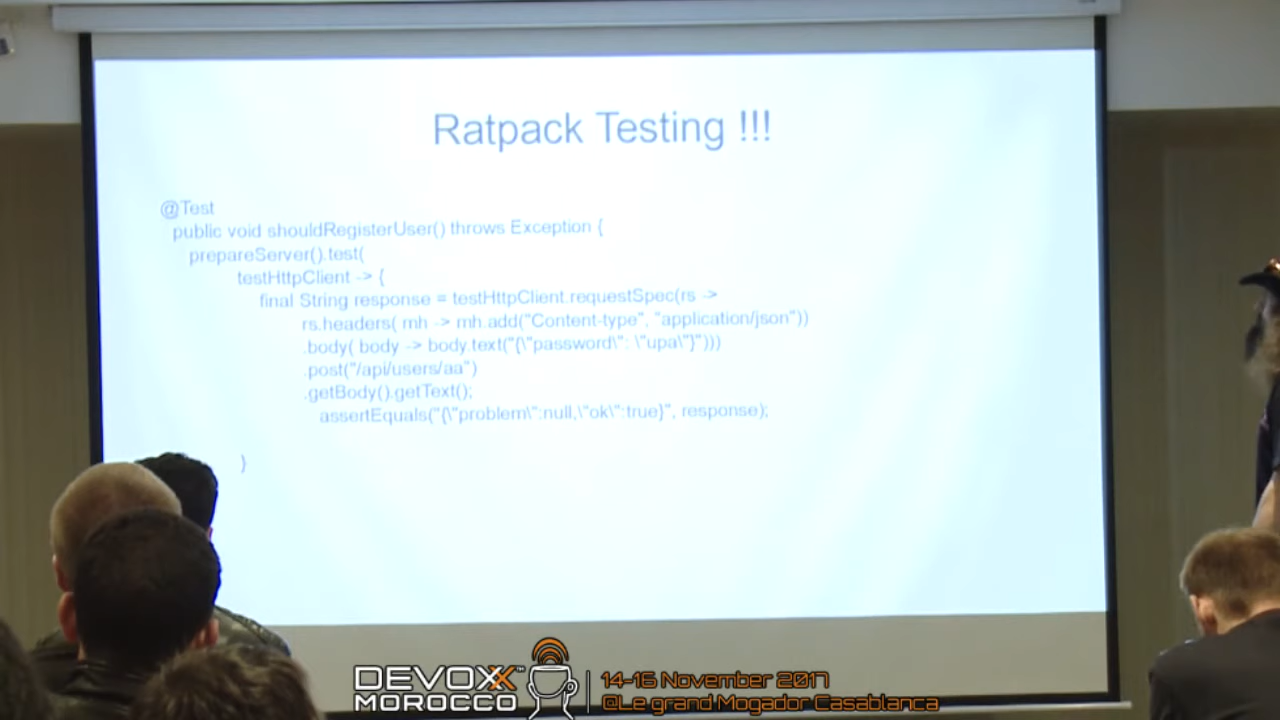 Ratpack Testing !!!
@Test
public void shouldRegisterUser() throws Exception {
prepareServer().test(
testHttpClient -> {
final String response = testHttpClient.requestSpec(rs ->
rs.headers( mh -> mh.add("Content-type", "application/json"))
.body( body -> body.text("{\"password\": \"upa\"}")))
.post("/api/users/aa")
.getBody().getText();
assertEquals("{\"problem\":null,\"ok\":true}", response);
)
DEVOXX™
MOROCCO
14-16 November 2017
@Le grand Mogador Casablanca